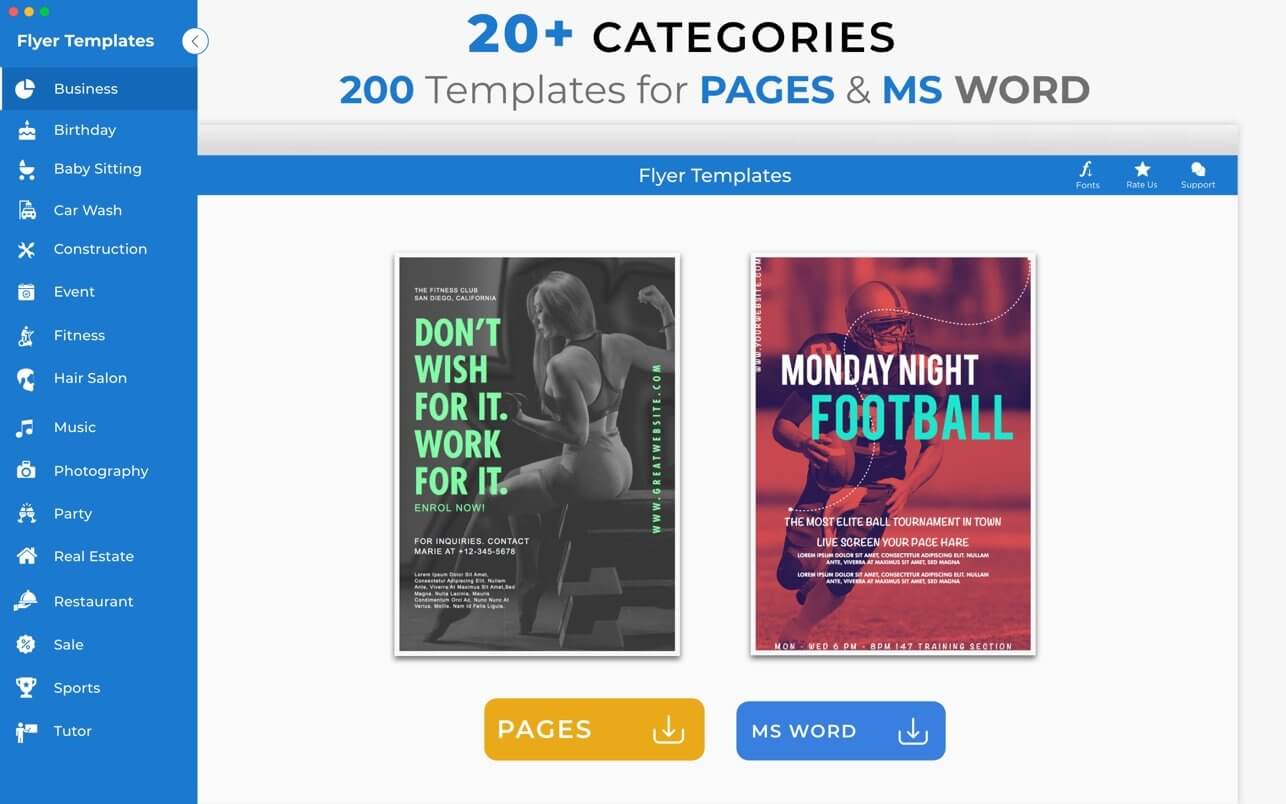 Flyer Templates
Business
Birthday
Baby Sitting
Car Wash
Construction
Event
Fitness
Hair Salon
Music
Photography
Party
Real Estate
Restaurant
Sale
Sports
Tutor
20+ CATEGORIES
200 Templates for PAGES & MS WORD
Flyer Templates
Fonts
Rate Us
Support
THE FITNESS CLUB
SAN DIEGO, CALIFORNIA
DON'T
WISH
FOR IT.
WORK
FOR IT.
ENROL NOW!
FOR INQUIRIES. CONTACT
MARIE AT +12-345-5678
Lorem Ipsum Dolor Sit Amet,
Consectetur Adipiscing Elit. Nullam
Ante, Viverra At Maximus Sit Amet,Sed
Magna. Nulla Lacinia, Mauris
Condimentum Orci Ac, Nunc Nunc At
Varius. Mollis. Nam Id Felis Ligula.
WWW.GREATWEBSITE.COM
WWW.YOURWEBSITE.COM
MONDAY NIGHT
FOOTBALL
THE MOST ELITE BALL TOURNAMENT IN TOWN
LIVE SCREEN YOUR PACE HARE
LOREM IPSUM DOLOR SIT AMET, CONSECTETUR ADIPISCING ELIT. NULLAM
ANTE, VIVERRA AT MAXIMUS SIT AMET, SED MAGNA
LOREM IPSUM DOLOR SIT AMET, CONSECTETUR ADIPISCING ELIT. NULLAM
ANTE, VIVERRA AT MAXIMUS SIT AMET, SED MAGNA
MON - WED 6 PM - 8PM 147 TRAINING SECTION
PAGES
MS WORD